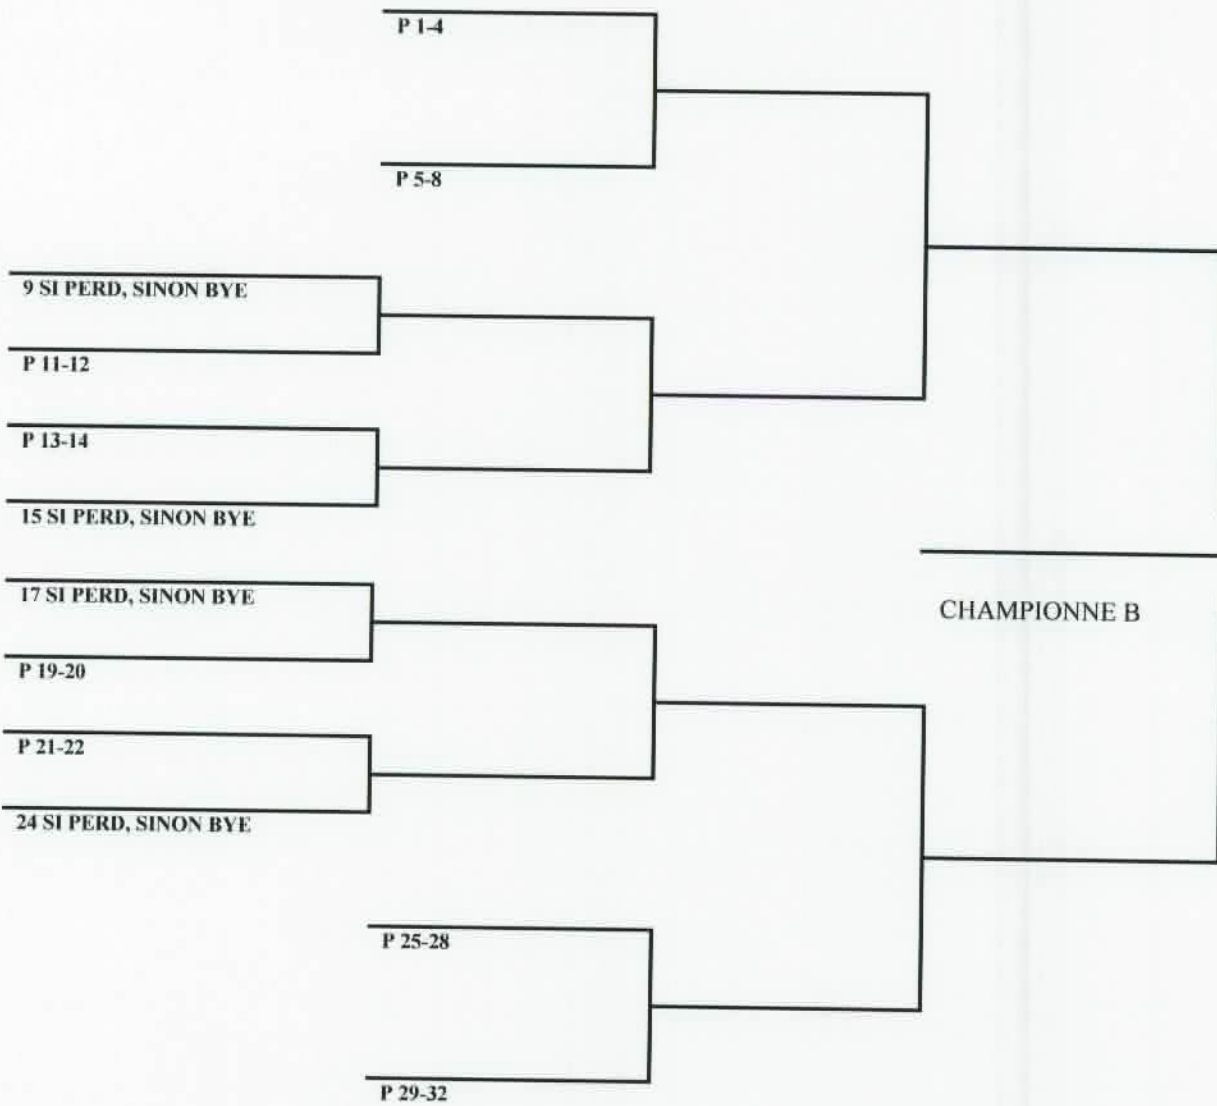 P 1-4
P 5-8
9 SI PERD, SINON BYE
P 11-12
P 13-14
15 SI PERD, SINON BYE
17 SI PERD, SINON BYE
CHAMPIONNE B
P 19-20
P 21-22
24 SI PERD, SINON BYE
P 25-28
P 29-32